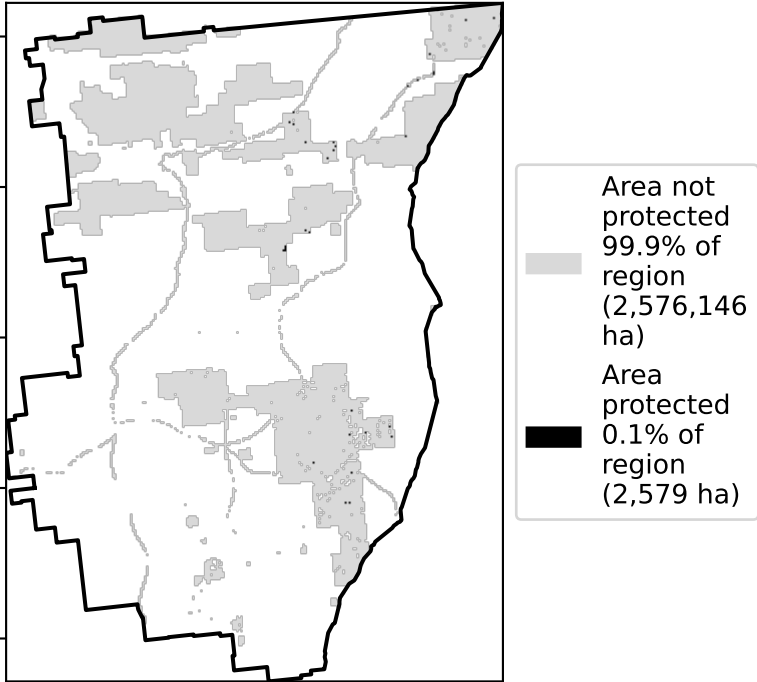 Area not
protected
99.9% of
region
(2,576,146
ha)
Area
protected
0.1% of
region
(2,579 ha)